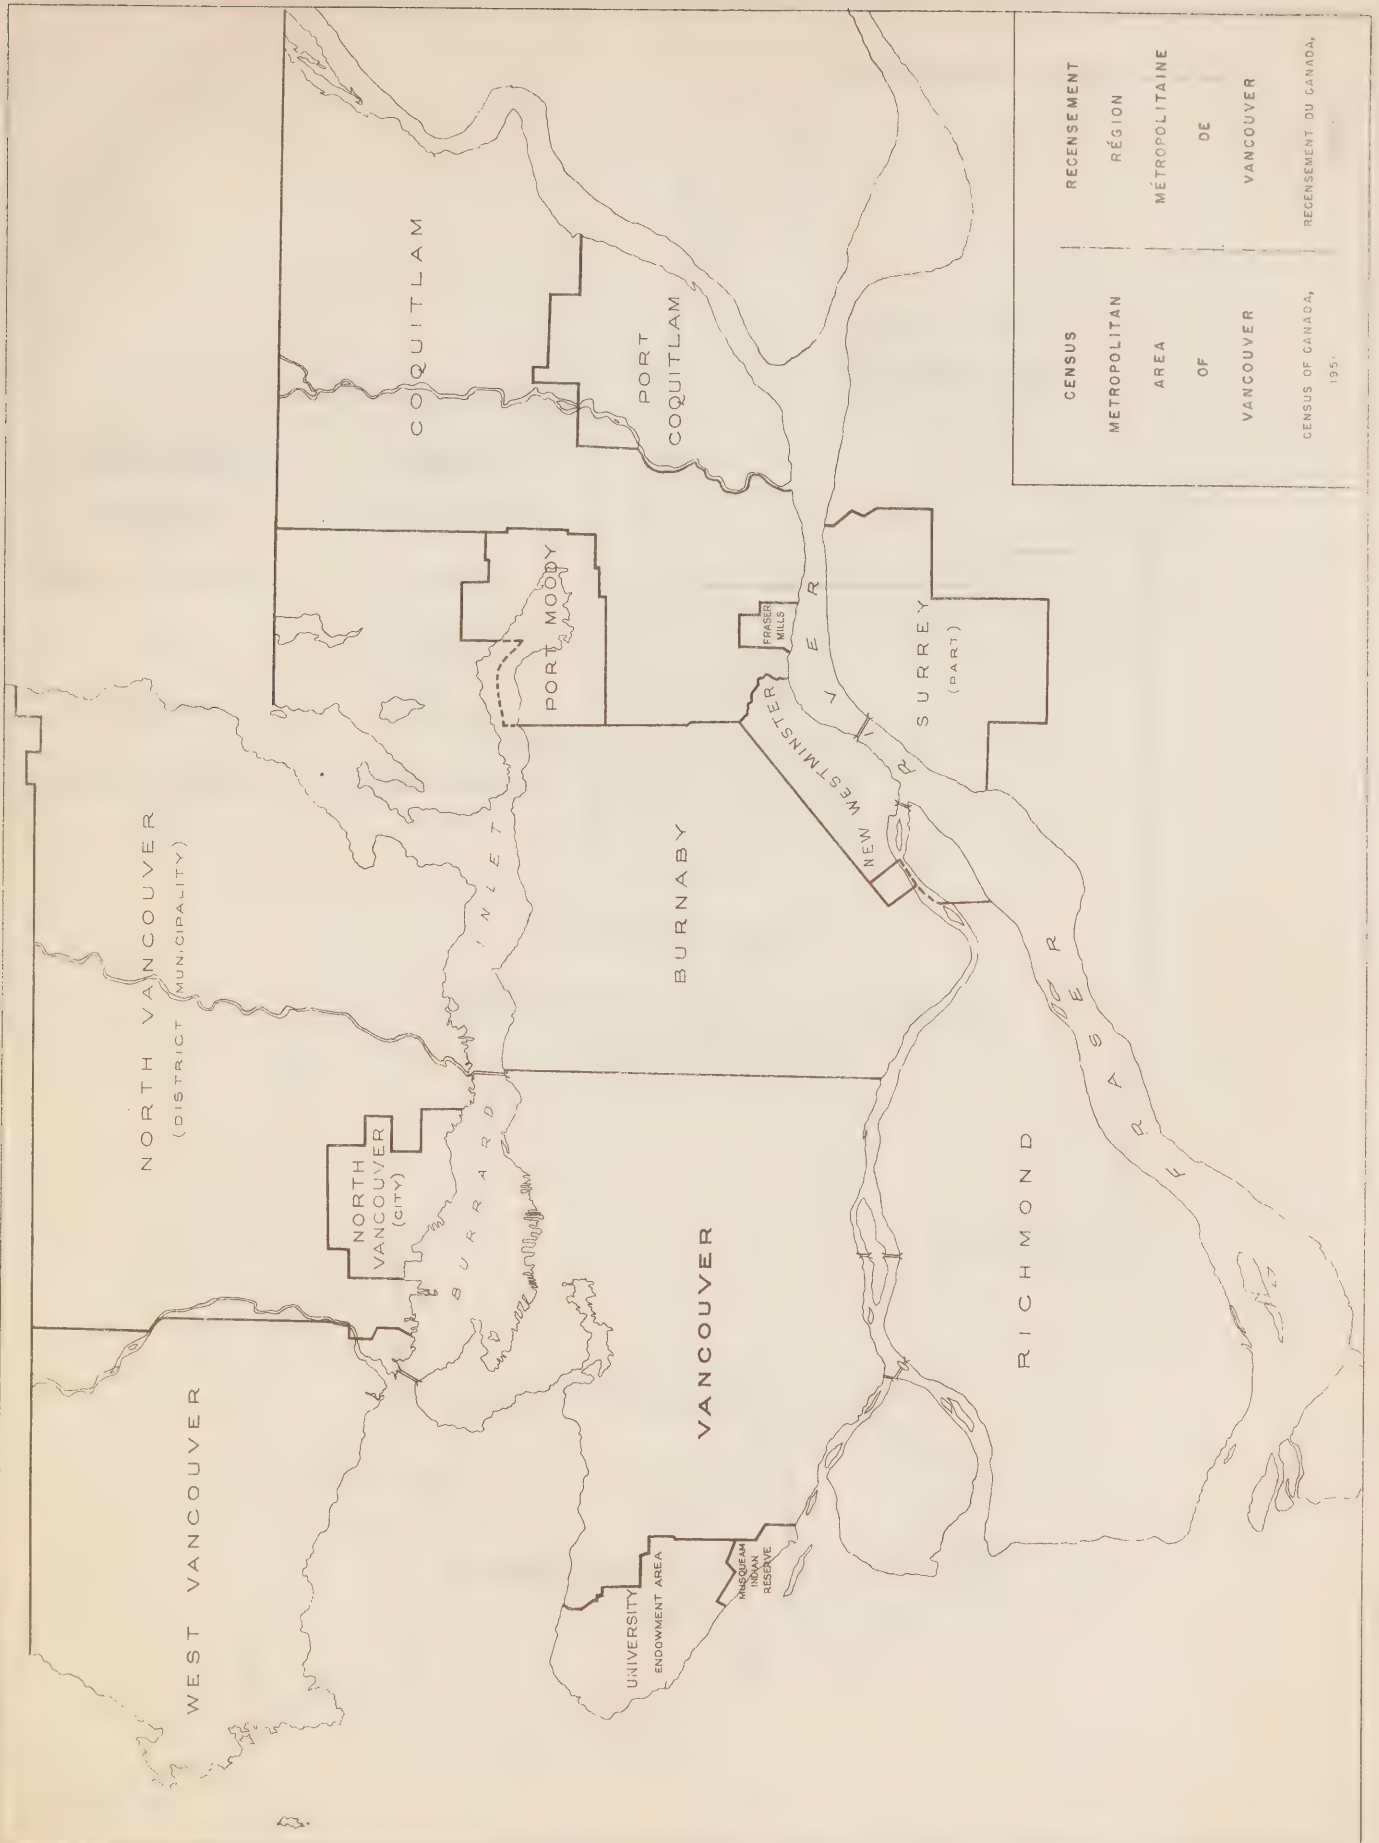 NORTH VANCOUVER
(DISTRICT MUNICIPALITY)
WEST VANCOUVER
NORTH
VANCOUVER
(CITY)
COQUITLAM
PORT
COQUITLAM
PORT MOODY
BURRARD INLET
BURNABY
VANCOUVER
UNIVERSITY
ENDOWMENT AREA
MUSQUEAM
INDIAN
RESERVE
NEW WESTMINSTER
FRASER
MILLS
SURREY
(PART)
RICHMOND
FRASER RIVER
CENSUS
METROPOLITAN
AREA
OF
VANCOUVER
CENSUS OF CANADA,
RECENSEMENT
RÉGION
MÉTROPOLITAINE
DE
VANCOUVER
RECENSEMENT DU CANADA,